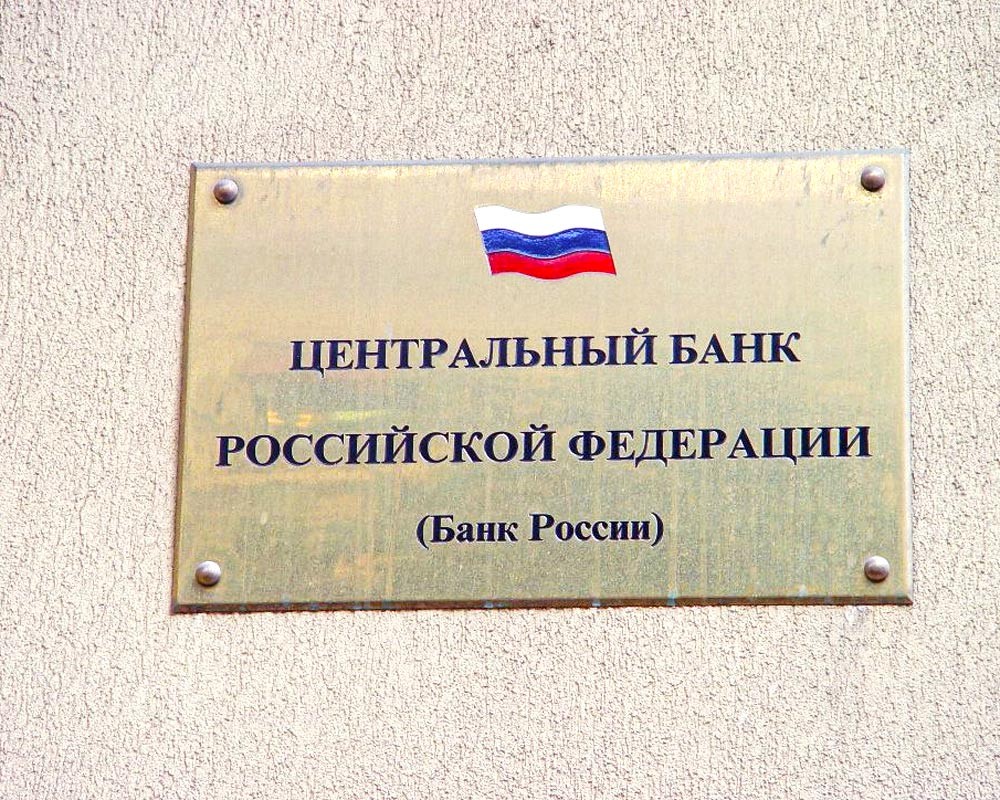 ЦЕНТРАЛЬНЫЙ БАНК
РОССИЙСКОЙ ФЕДЕРАЦИИ
(Банк России)